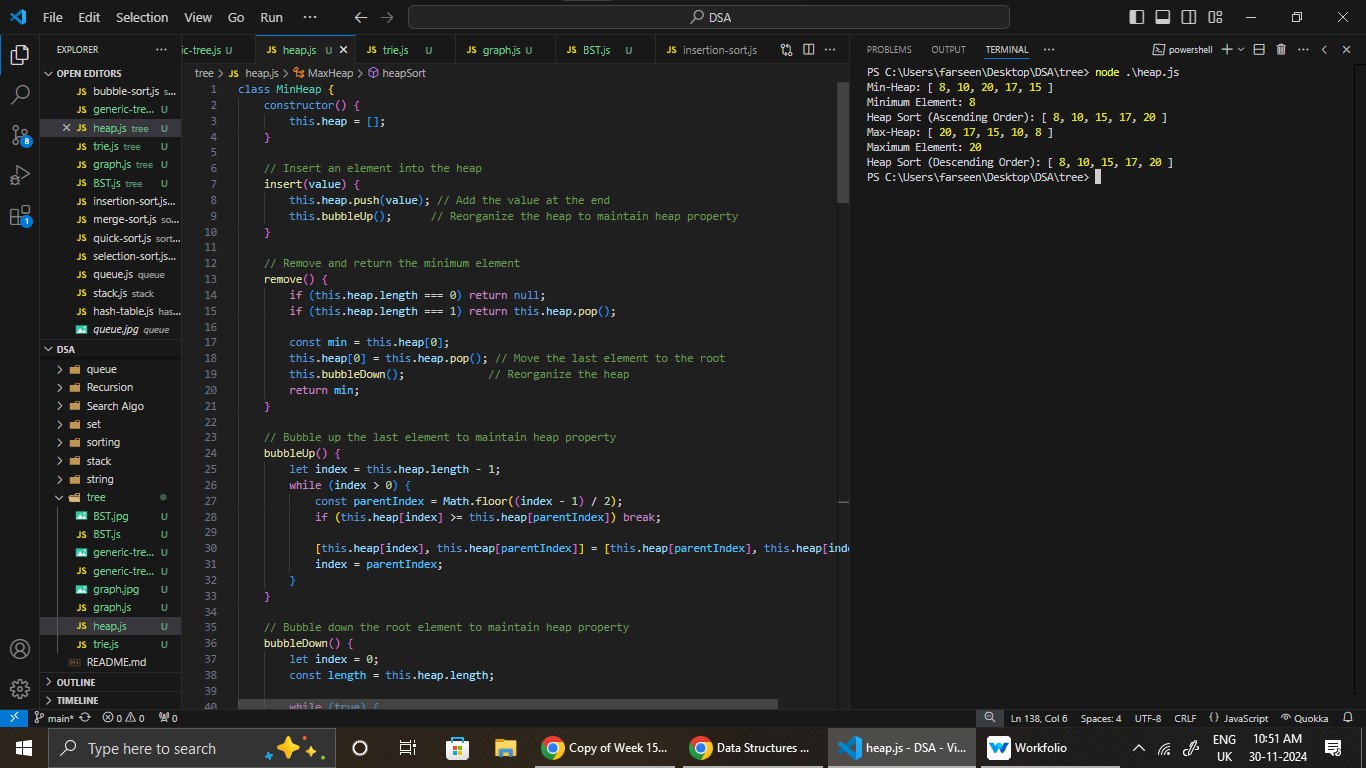 File Edit Selection View Go Run ··· DSA
EXPLORER ···
OPEN EDITORS
JS bubble-sort.js s...
JS generic-tre... U
JS heap.js tree U
JS trie.js tree U
JS graph.js tree U
JS BST.js tree U
JS insertion-sort.js...
JS merge-sort.js so...
JS quick-sort.js sort...
JS selection-sort.js...
JS queue.js queue
JS stack.js stack
JS hash-table.js has...
queue.jpg queue
DSA
queue
Recursion
Search Algo
set
sorting
stack
string
tree
BST.jpg U
JS BST.js U
generic-tre... U
JS generic-tre... U
graph.jpg U
JS graph.js U
JS heap.js U
JS trie.js U
README.md
OUTLINE
TIMELINE
8
1
ic-tree.js U JS heap.js U JS trie.js U JS graph.js U JS BST.js U JS insertion-sort.js ···
tree > JS heap.js > MaxHeap > heapSort
1 class MinHeap {
2 constructor() {
3 this.heap = [];
4 }
5
6 // Insert an element into the heap
7 insert(value) {
8 this.heap.push(value); // Add the value at the end
9 this.bubbleUp(); // Reorganize the heap to maintain heap property
10 }
11
12 // Remove and return the minimum element
13 remove() {
14 if (this.heap.length === 0) return null;
15 if (this.heap.length === 1) return this.heap.pop();
16
17 const min = this.heap[0];
18 this.heap[0] = this.heap.pop(); // Move the last element to the root
19 this.bubbleDown(); // Reorganize the heap
20 return min;
21 }
22
23 // Bubble up the last element to maintain heap property
24 bubbleUp() {
25 let index = this.heap.length - 1;
26 while (index > 0) {
27 const parentIndex = Math.floor((index - 1) / 2);
28 if (this.heap[index] >= this.heap[parentIndex]) break;
29
30 [this.heap[index], this.heap[parentIndex]] = [this.heap[parentIndex], this.heap[inde
31 index = parentIndex;
32 }
33 }
34
35 // Bubble down the root element to maintain heap property
36 bubbleDown() {
37 let index = 0;
38 const length = this.heap.length;
39
40 while (true) {
PROBLEMS OUTPUT TERMINAL ··· powershell
PS C:\Users\farseen\Desktop\DSA\tree> node .\heap.js
Min-Heap: [ 8, 10, 20, 17, 15 ]
Minimum Element: 8
Heap Sort (Ascending Order): [ 8, 10, 15, 17, 20 ]
Max-Heap: [ 20, 17, 15, 10, 8 ]
Maximum Element: 20
Heap Sort (Descending Order): [ 8, 10, 15, 17, 20 ]
PS C:\Users\farseen\Desktop\DSA\tree>
main* 0 0 0 Ln 138, Col 6 Spaces: 4 UTF-8 CRLF {} JavaScript Quokka
Type here to search Copy of Week 15... Data Structures ... heap.js - DSA - Vi... W Workfolio ENG 10:51 AM
UK 30-11-2024